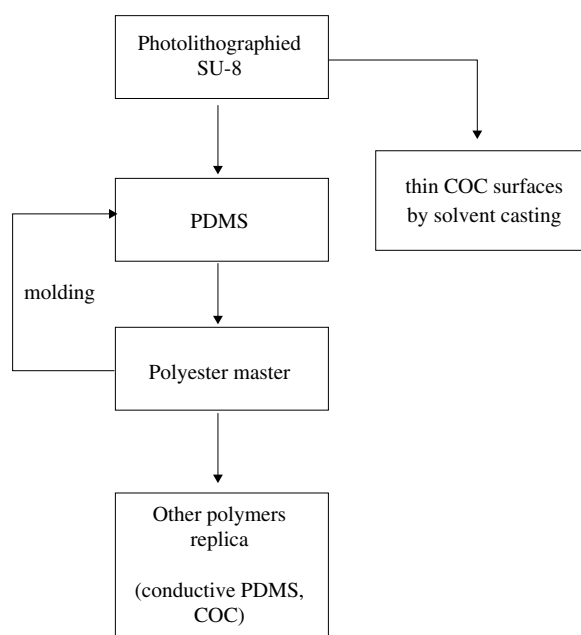 Photolithographied
SU-8
thin COC surfaces
by solvent casting
PDMS
molding
Polyester master
Other polymers
replica
(conductive PDMS,
COC)